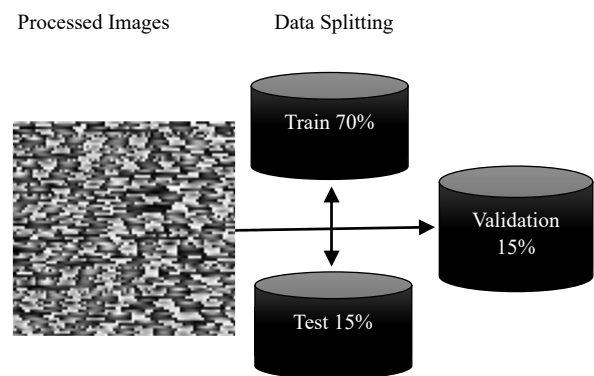 Processed Images
Data Splitting
Train 70%
Validation
15%
Test 15%